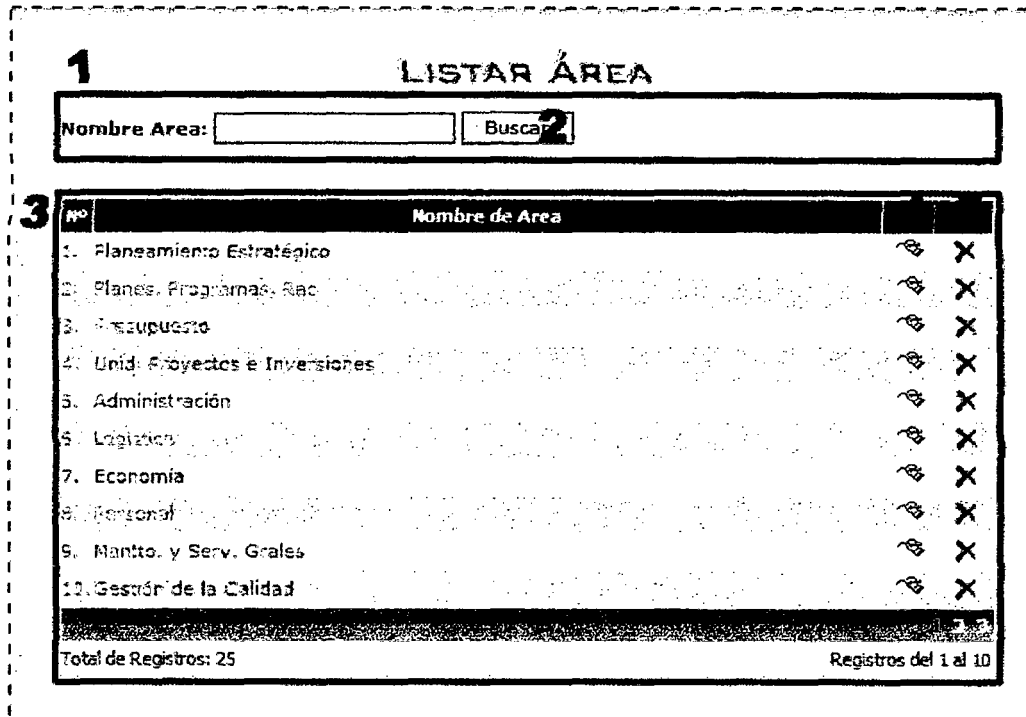 1 LISTAR ÁREA
Nombre Area: Buscar 2
3 Nº Nombre de Area
1. Planeamiento Estratégico
2. Planes, Programas, Rac
3. Presupuesto
4. Unid. Proyectos e Inversiones
5. Administración
6. Logistica
7. Economía
8. Personal
9. Mantto. y Serv. Grales
10. Gestión de la Calidad
Total de Registros: 25 Registros del 1 al 10